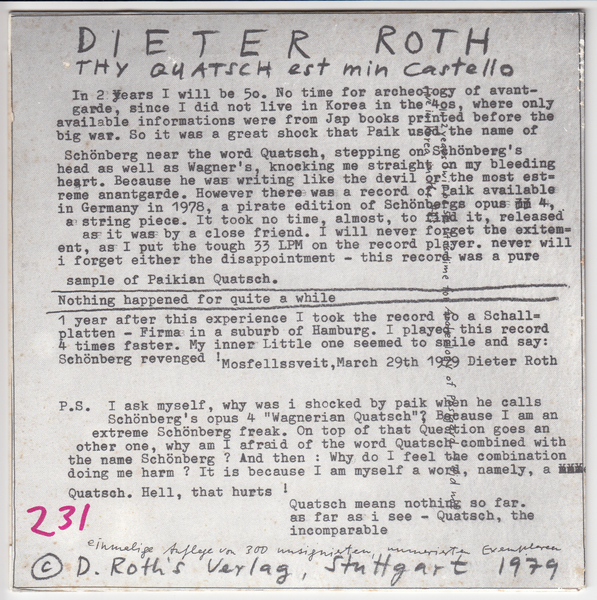 DIETER ROTH
THY QUATSCH est min Castello
In 2 years I will be 50. No time for archeology of avant-
garde, since I did not live in Korea in the 40s, where only
available informations were from Jap books printed before the
big war. So it was a great shock that Paik used the name of
Schönberg near the word Quatsch, stepping on Schönberg's
head as well as Wagner's, knocking me straight on my bleeding
heart. Because he was writing like the devil or the most est=
reme anantgarde. However there was a record of Paik available
in Germany in 1978, a pirate edition of Schönbergs opus 4,
a string piece. It took no time, almost, to find it, released
as it was by a close friend. I will never forget the exitem=
ent, as I put the tough 33 LPM on the record player. never will
i forget either the disappointment - this record was a pure
sample of Paikian Quatsch.
Nothing happened for quite a while
1 year after this experience I took the record to a Schall=
platten - Firma in a suburb of Hamburg. I played this record
4 times faster. My inner Little one seemed to smile and say:
Schönberg revenged ! Mosfellssveit,March 29th 1979 Dieter Roth
P.S. I ask myself, why was i shocked by paik when he calls
Schönberg's opus 4 "Wagnerian Quatsch"? Because I am an
extreme Schönberg freak. On top of that Question goes an
other one, why am I afraid of the word Quatsch combined with
the name Schönberg ? And then : Why do I feel the combination
doing me harm ? It is because I am myself a word, namely, a
Quatsch. Hell, that hurts !
Quatsch means nothing so far.
as far as i see - Quatsch, the
incomparable
231
einmalige Auflage von 300 unsignierten, numerierten Exemplaren
© D. Roth's Verlag, Stuttgart 1979